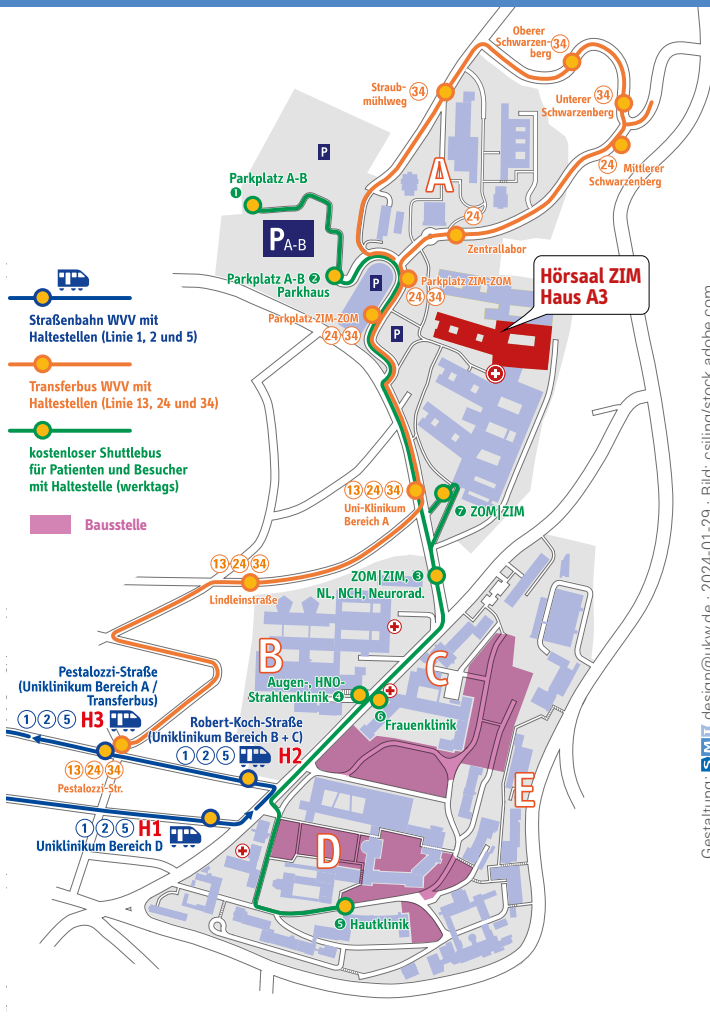 Oberer
Schwarzen-
berg
34
Straub-
mühlweg
34
Unterer
Schwarzenberg
34
24
Mittlerer
Schwarzenberg
P
A
Parkplatz A-B
1
24
Zentrallabor
P A-B
Parkplatz A-B 2
Parkhaus
P
Parkplatz ZIM-ZOM
24 34
Hörsaal ZIM
Haus A3
Parkplatz ZIM-ZOM
24 34
P
Straßenbahn WVV mit
Haltestellen (Linie 1, 2 und 5)
Transferbus WVV mit
Haltestellen (Linie 13, 24 und 34)
kostenloser Shuttlebus
für Patienten und Besucher
mit Haltestelle (werktags)
Bausstelle
13 24 34
Uni-Klinikum
Bereich A
7 ZOM|ZIM
13 24 34
Lindleinstraße
ZOM|ZIM, 3
NL, NCH, Neurorad.
B
C
Augen-, HNO-
Strahlenklinik 4
6
Frauenklinik
Pestalozzi-Straße
(Uniklinikum Bereich A /
Transferbus)
1 2 5 H3
Robert-Koch-Straße
(Uniklinikum Bereich B + C)
1 2 5 H2
13 24 34
Pestalozzi-Str.
E
1 2 5 H1
Uniklinikum Bereich D
D
5 Hautklinik
Gestaltung: SMI design@ukw.de · 2024-01-29 · Bild: csiling/stock.adobe.com